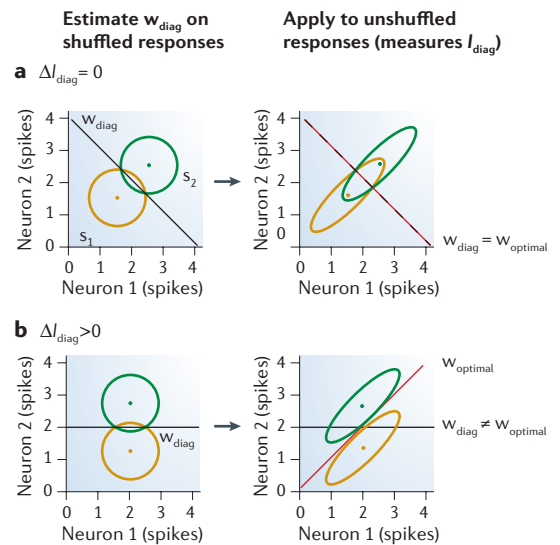 Estimate w_diag on shuffled responses
Apply to unshuffled responses (measures I_diag)
a ΔI_diag = 0
Neuron 2 (spikes)
4
3
2
1
0
w_diag
s_2
s_1
0 1 2 3 4
Neuron 1 (spikes)
Neuron 2 (spikes)
4
3
2
1
0
0
0 1 2 3 4
Neuron 1 (spikes)
w_diag = w_optimal
b ΔI_diag>0
Neuron 2 (spikes)
4
3
2
1
0
w_diag
0 1 2 3 4
Neuron 1 (spikes)
Neuron 2 (spikes)
4
3
2
1
0
0 1 2 3 4
Neuron 1 (spikes)
w_optimal
w_diag ≠ w_optimal